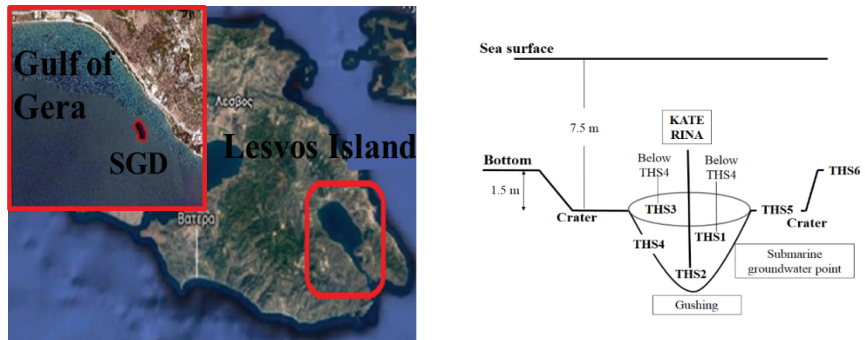 Gulf of
Gera
SGD
Λεσβος
Lesvos Island
Βατερα
Sea surface
7.5 m
KATE
RINA
Bottom
Below
THS4
Below
THS4
THS6
1.5 m
Crater
THS3
THS5
Crater
THS4
THS1
THS2
Submarine
groundwater point
Gushing